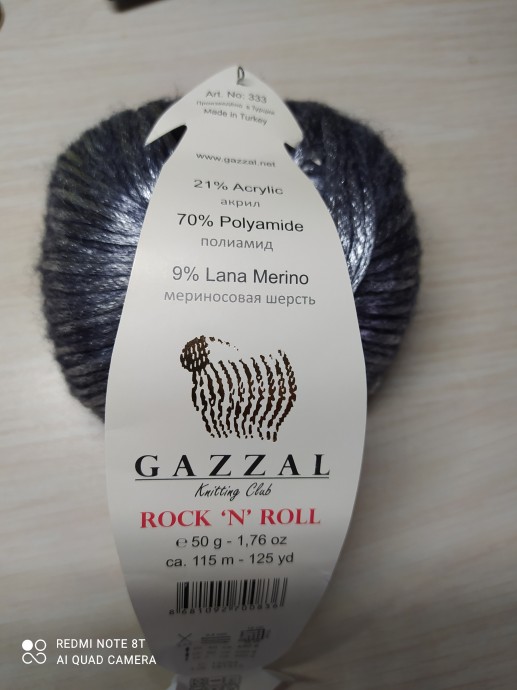 Art. No: 333
Произведено в Турции
Made in Turkey
www.gazzal.net
21% Acrylic
акрил
70% Polyamide
полиамид
9% Lana Merino
мериносовая шерсть
GAZZAL
Knitting Club
ROCK ‘N’ ROLL
℮ 50 g - 1,76 oz
ca. 115 m - 125 yd
REDMI NOTE 8T
AI QUAD CAMERA